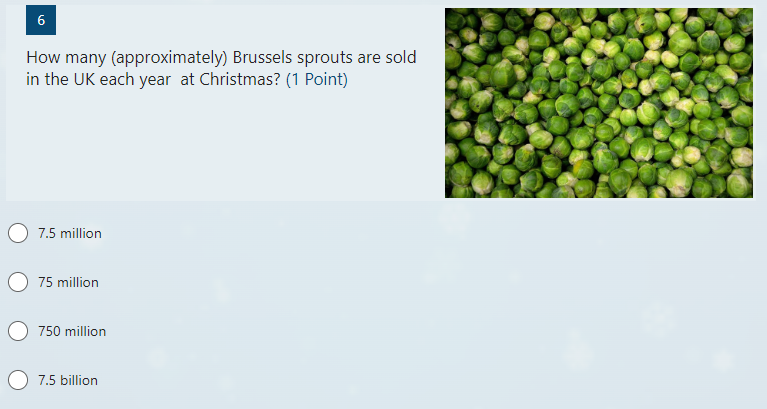 6
How many (approximately) Brussels sprouts are sold
in the UK each year at Christmas? (1 Point)
7.5 million
75 million
750 million
7.5 billion